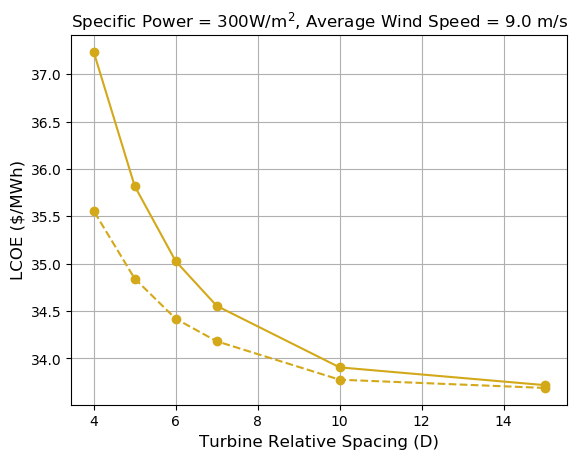 Specific Power = 300W/m², Average Wind Speed = 9.0 m/s
37.0
36.5
36.0
35.5
35.0
34.5
34.0
LCOE ($/MWh)
4 6 8 10 12 14
Turbine Relative Spacing (D)